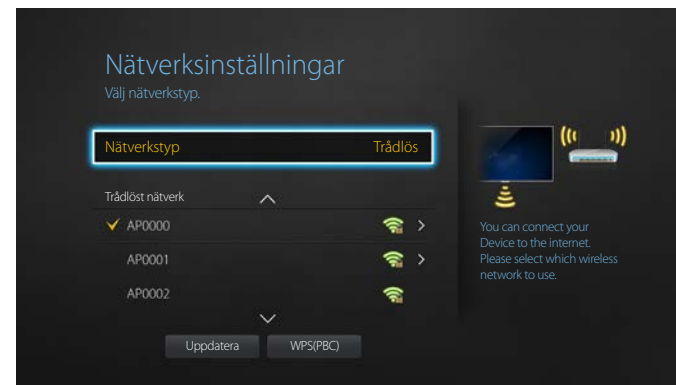 Nätverksinställningar
Välj nätverkstyp.
Nätverkstyp Trådlös
Trådlöst nätverk
AP0000
AP0001
AP0002
Uppdatera WPS(PBC)
You can connect your
Device to the internet.
Please select which wireless
network to use.